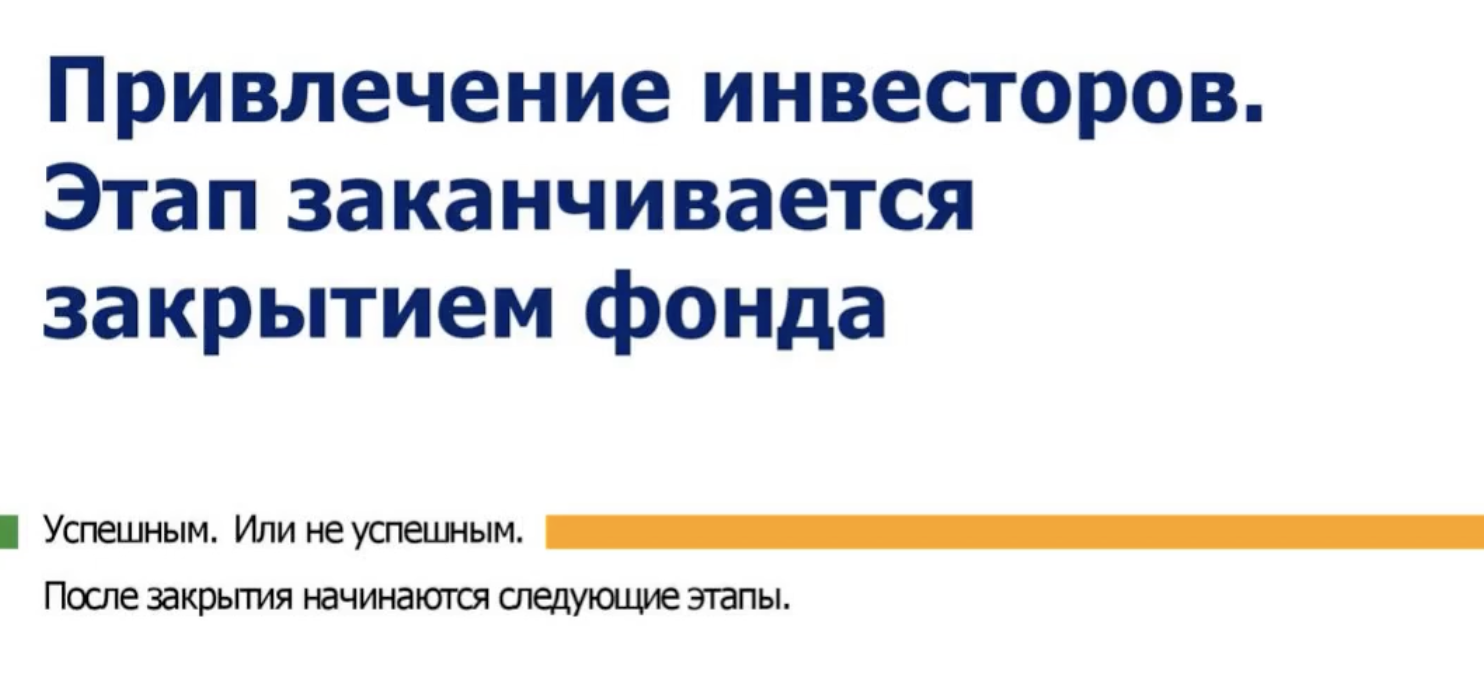 Привлечение инвесторов.
Этап заканчивается
закрытием фонда
Успешным. Или не успешным.
После закрытия начинаются следующие этапы.